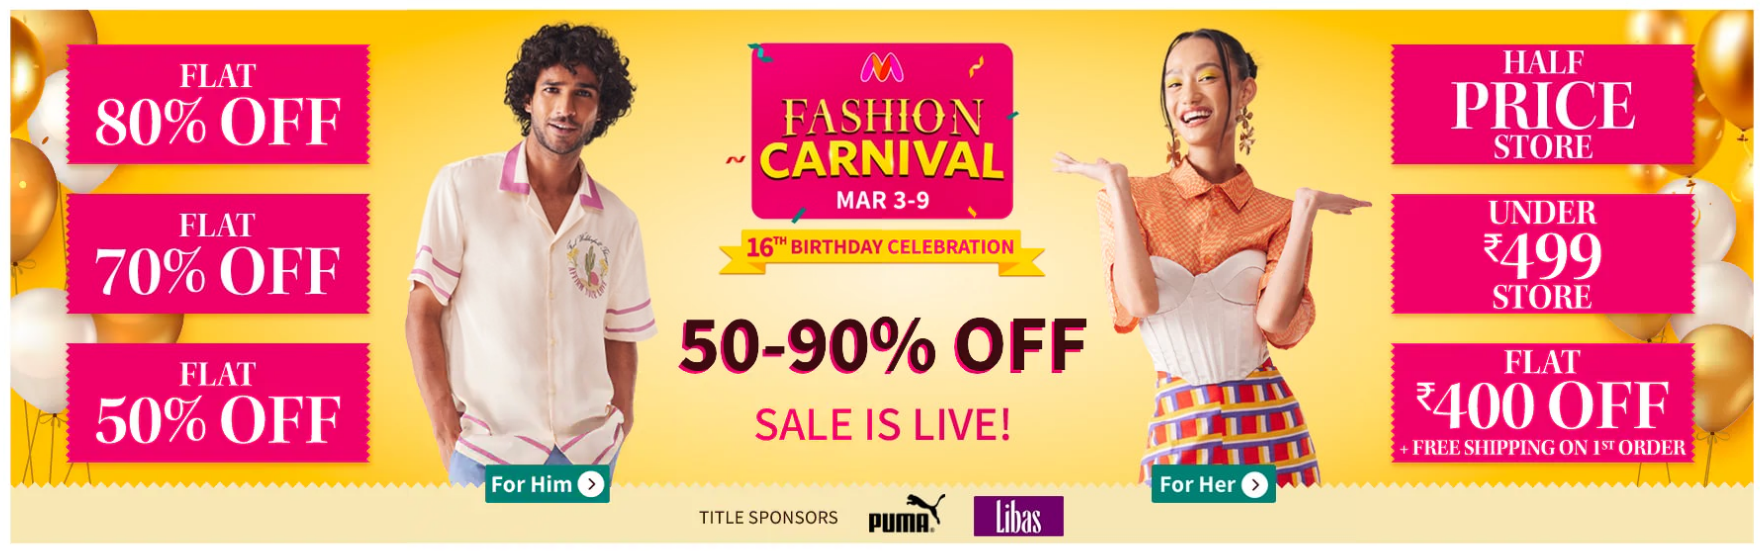 FLAT
80% OFF
FLAT
70% OFF
FLAT
50% OFF
FASHION
CARNIVAL
MAR 3-9
16TH BIRTHDAY CELEBRATION
50-90% OFF
SALE IS LIVE!
For Him
For Her
HALF
PRICE
STORE
UNDER
₹499
STORE
FLAT
₹400 OFF
+ FREE SHIPPING ON 1ST ORDER
TITLE SPONSORS
PUMA
Libas